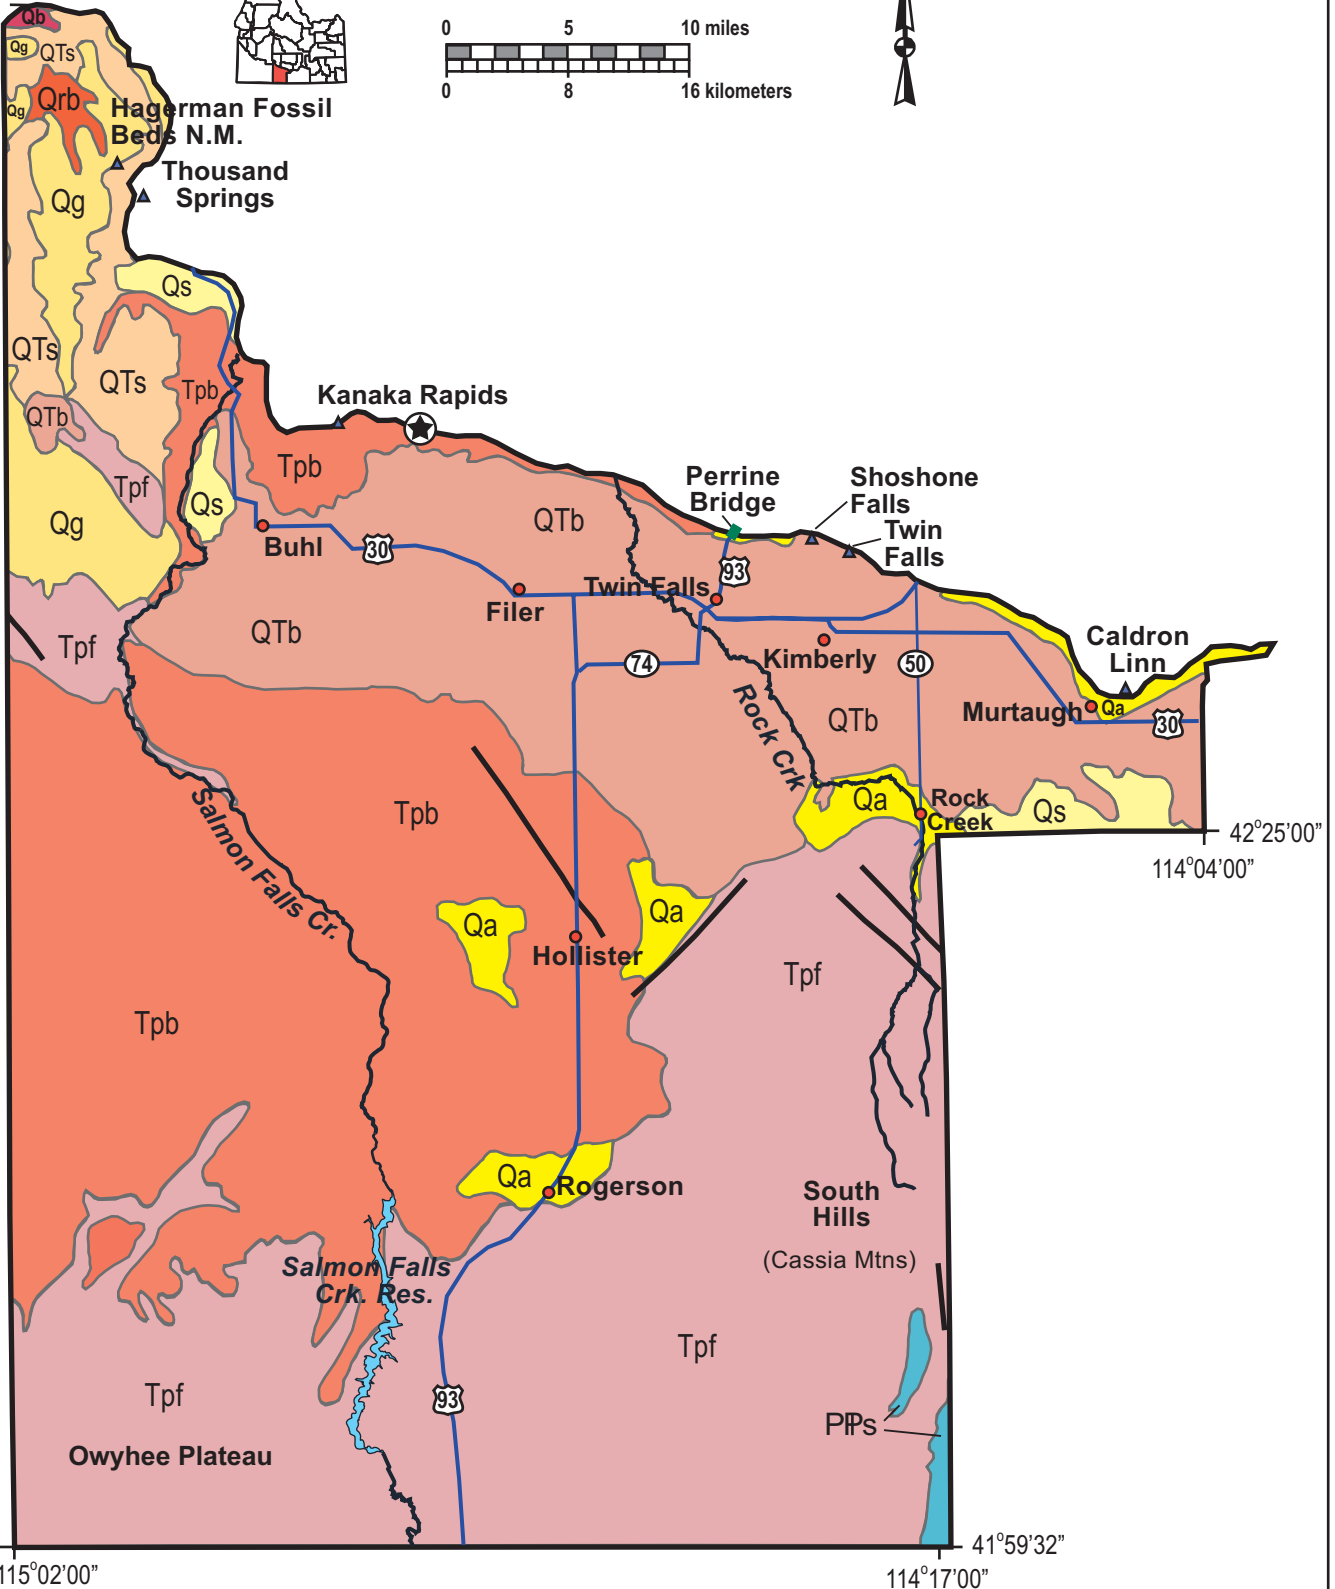 Qb
0 5 10 miles
Qg
QTs
0 8 16 kilometers
Qrb
Qg
Hagerman Fossil
Beds N.M.
Thousand
Springs
Qg
Qs
QTs
QTs
Tpb
Kanaka Rapids
QTb
Tpb
Tpf
Qs
Perrine
Bridge
Shoshone
Falls
Twin
Falls
QTb
Qg
Buhl
30
93
Twin Falls
Filer
QTb
Tpf
Kimberly
74
50
Caldron
Linn
Rock Crk
QTb
Murtaugh
Qa
30
Salmon Falls Cr.
Tpb
Qa
Rock
Creek
Qs
42°25'00"
114°04'00"
Qa
Qa
Hollister
Tpf
Tpb
Qa
Rogerson
South
Hills
(Cassia Mtns)
Salmon Falls
Crk. Res.
Tpf
Tpf
93
PIPs
Owyhee Plateau
41°59'32"
115°02'00"
114°17'00"